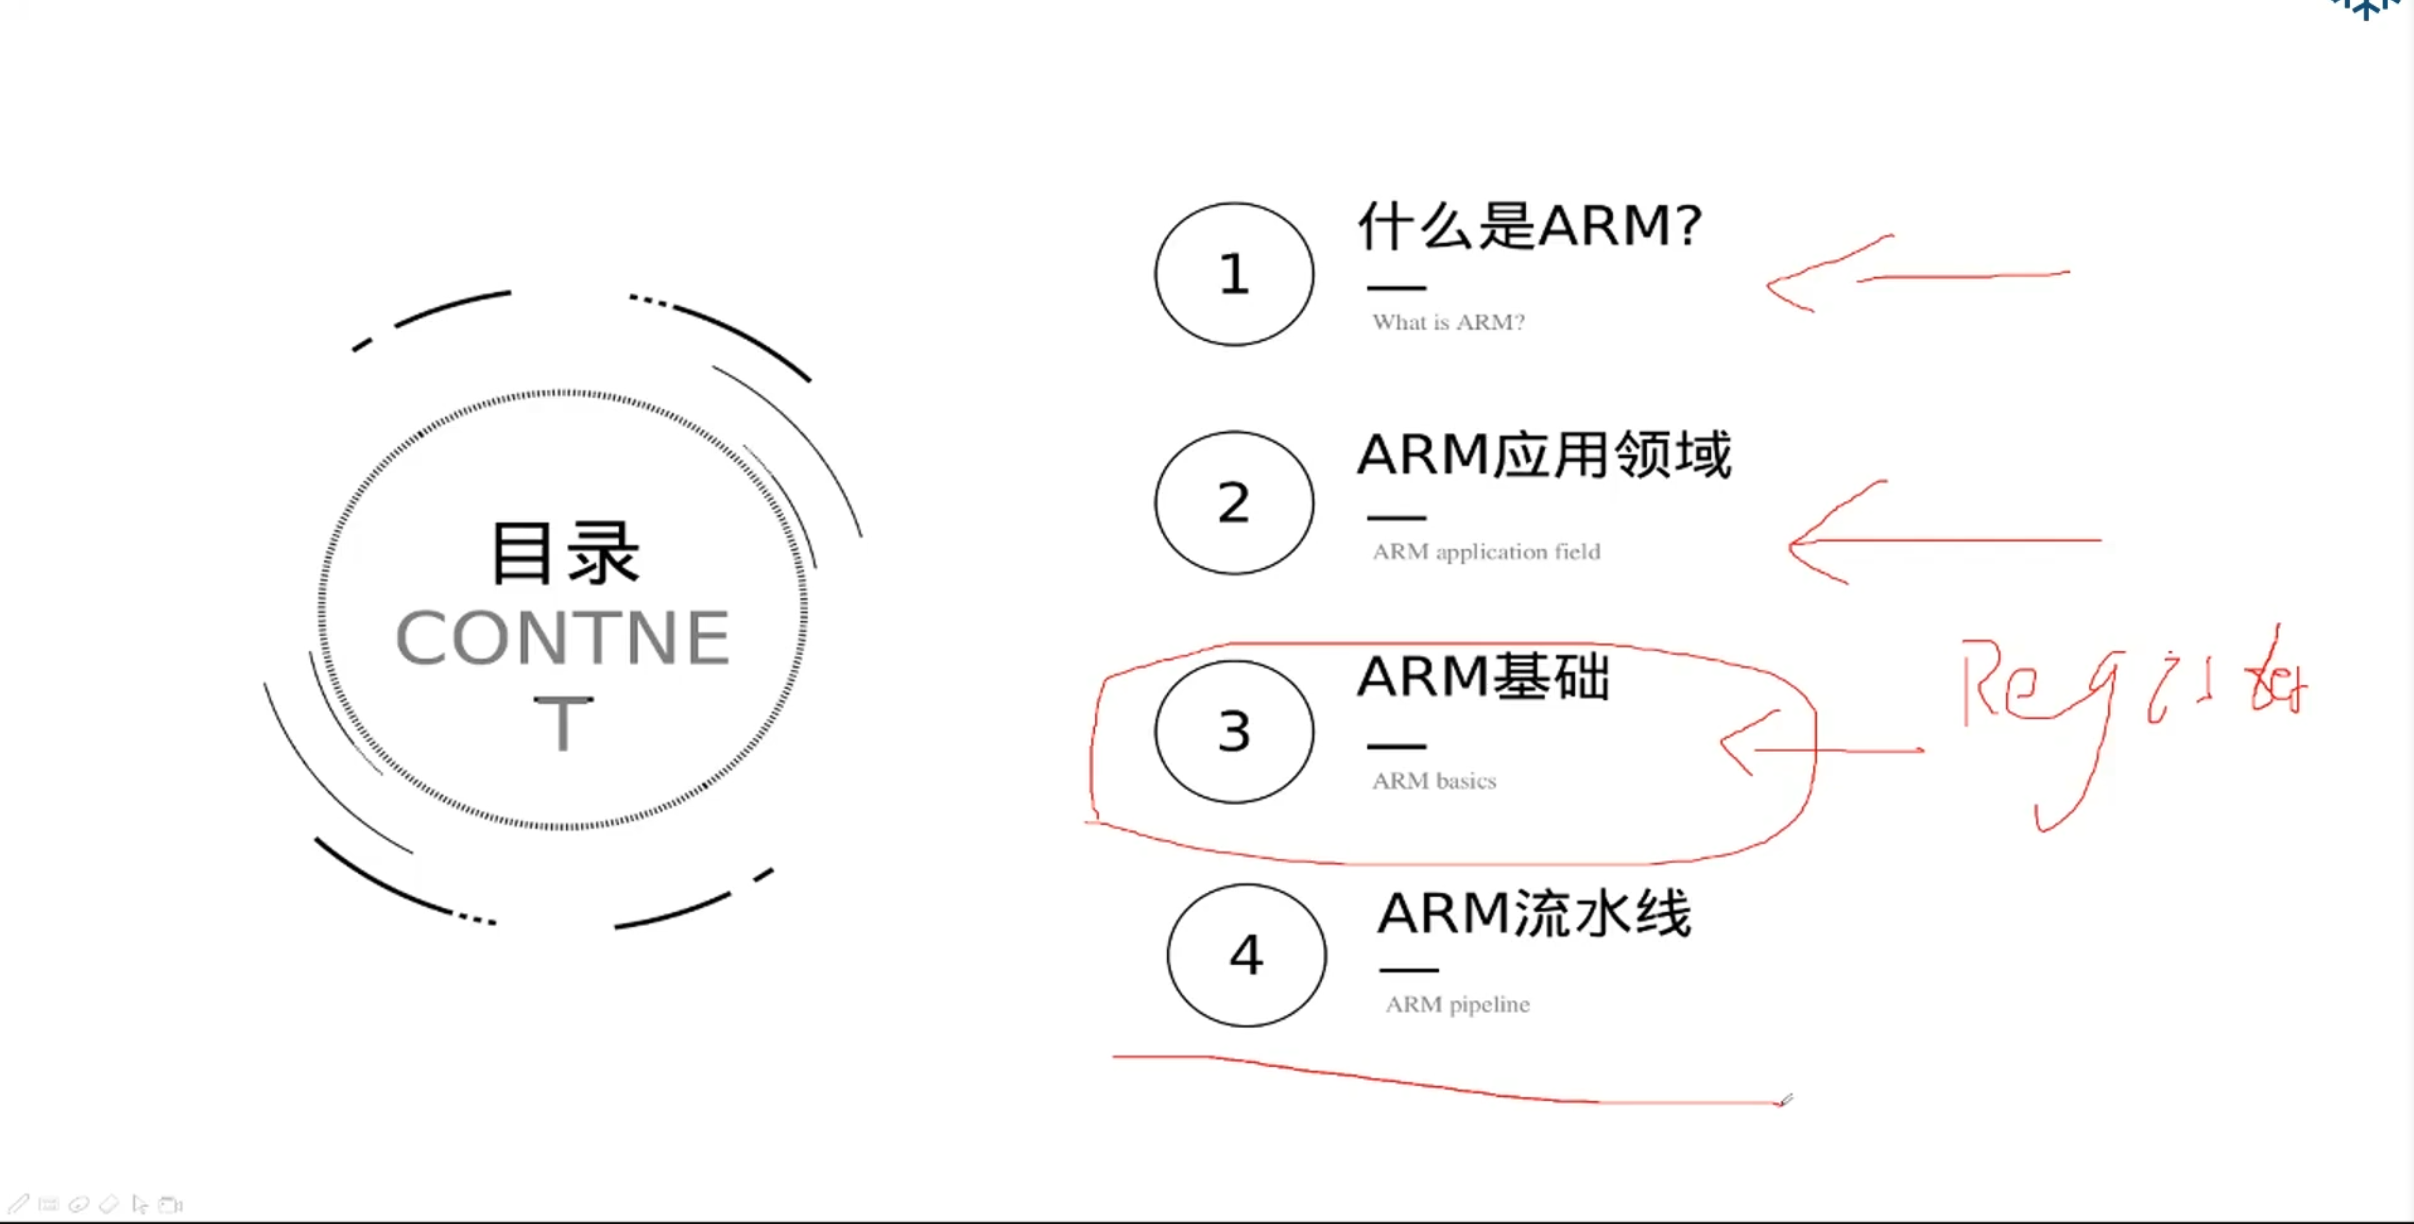 目录
CONTNE
T
1
什么是ARM?
What is ARM?
2
ARM应用领域
ARM application field
3
ARM基础
ARM basics
Register
4
ARM流水线
ARM pipeline